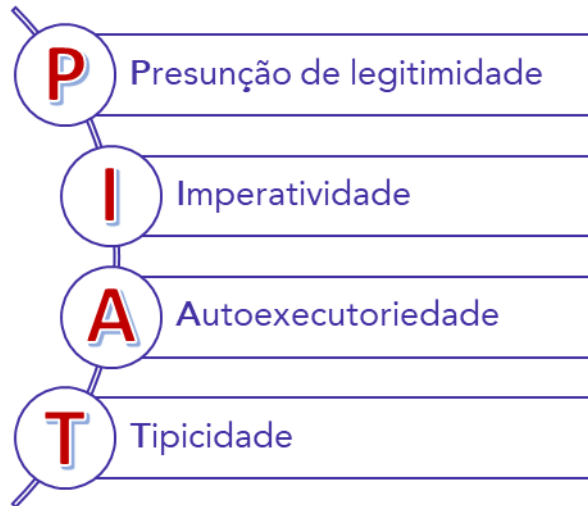 P Presunção de legitimidade
I Imperatividade
A Autoexecutoriedade
T Tipicidade